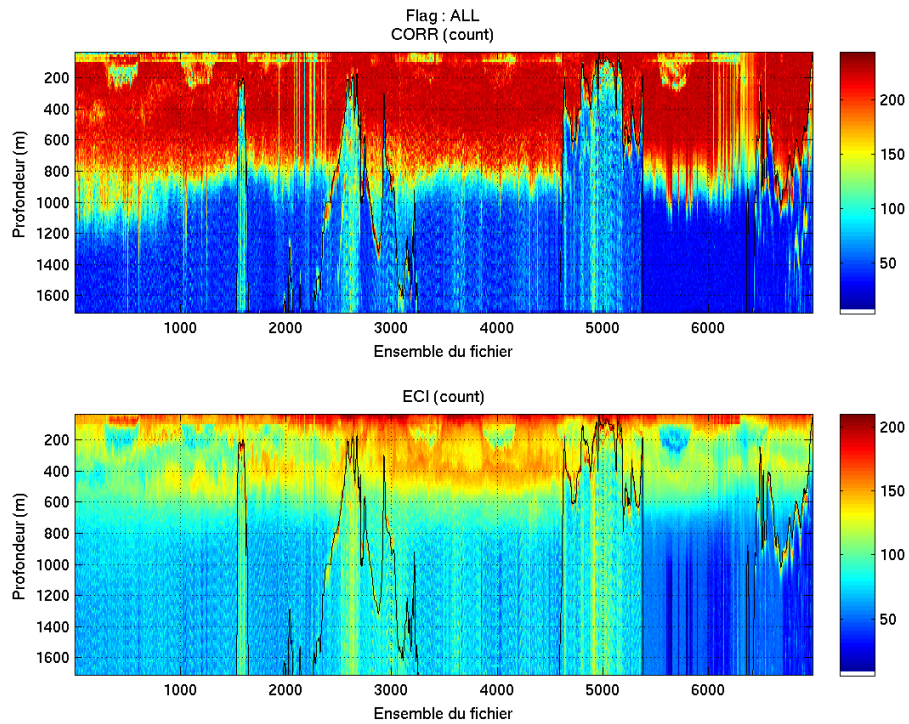 Flag : ALL
CORR (count)
200
400
600
800
1000
1200
1400
1600
Profondeur (m)
1000 2000 3000 4000 5000 6000
Ensemble du fichier
200
150
100
50
ECI (count)
200
400
600
800
1000
1200
1400
1600
Profondeur (m)
1000 2000 3000 4000 5000 6000
Ensemble du fichier
200
150
100
50